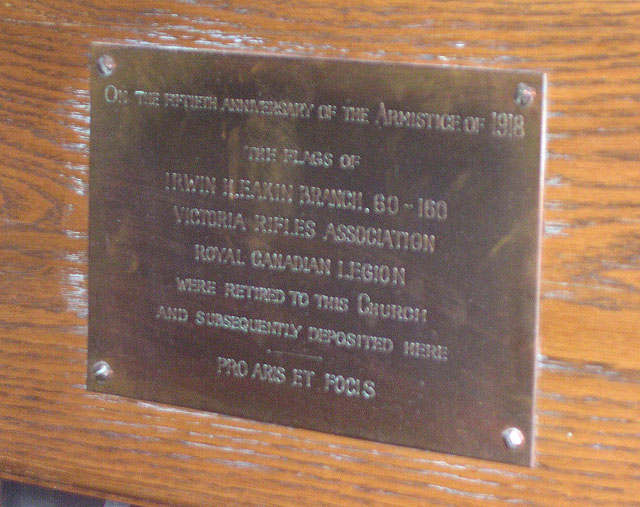 ON THE FIFTIETH ANNIVERSARY OF THE ARMISTICE OF 1918
THE FLAGS OF
IRWIN H. EAKIN BRANCH, 60-160
VICTORIA RIFLES ASSOCIATION
ROYAL CANADIAN LEGION
WERE RETIRED TO THIS CHURCH
AND SUBSEQUENTLY DEPOSITED HERE
PRO ARIS ET FOCIS